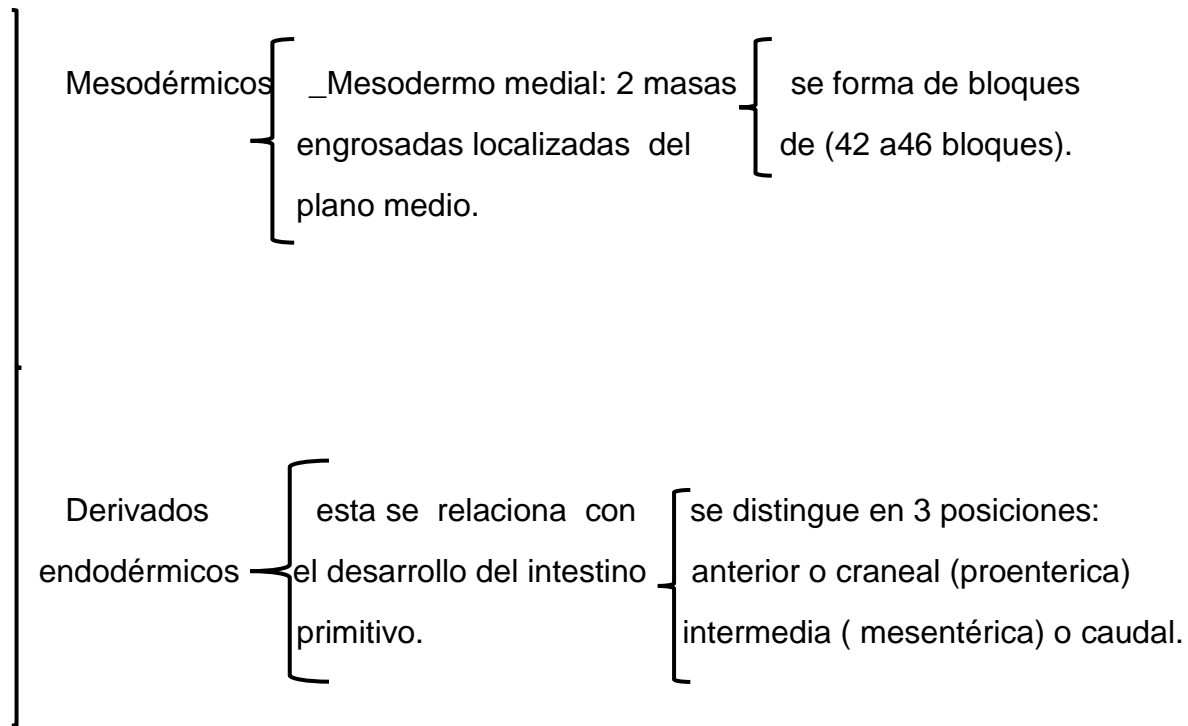 Mesodérmicos _Mesodermo medial: 2 masas se forma de bloques
engrosadas localizadas del de (42 a46 bloques).
plano medio.
Derivados esta se relaciona con se distingue en 3 posiciones:
endodérmicos el desarrollo del intestino anterior o craneal (proenterica)
primitivo. intermedia ( mesentérica) o caudal.